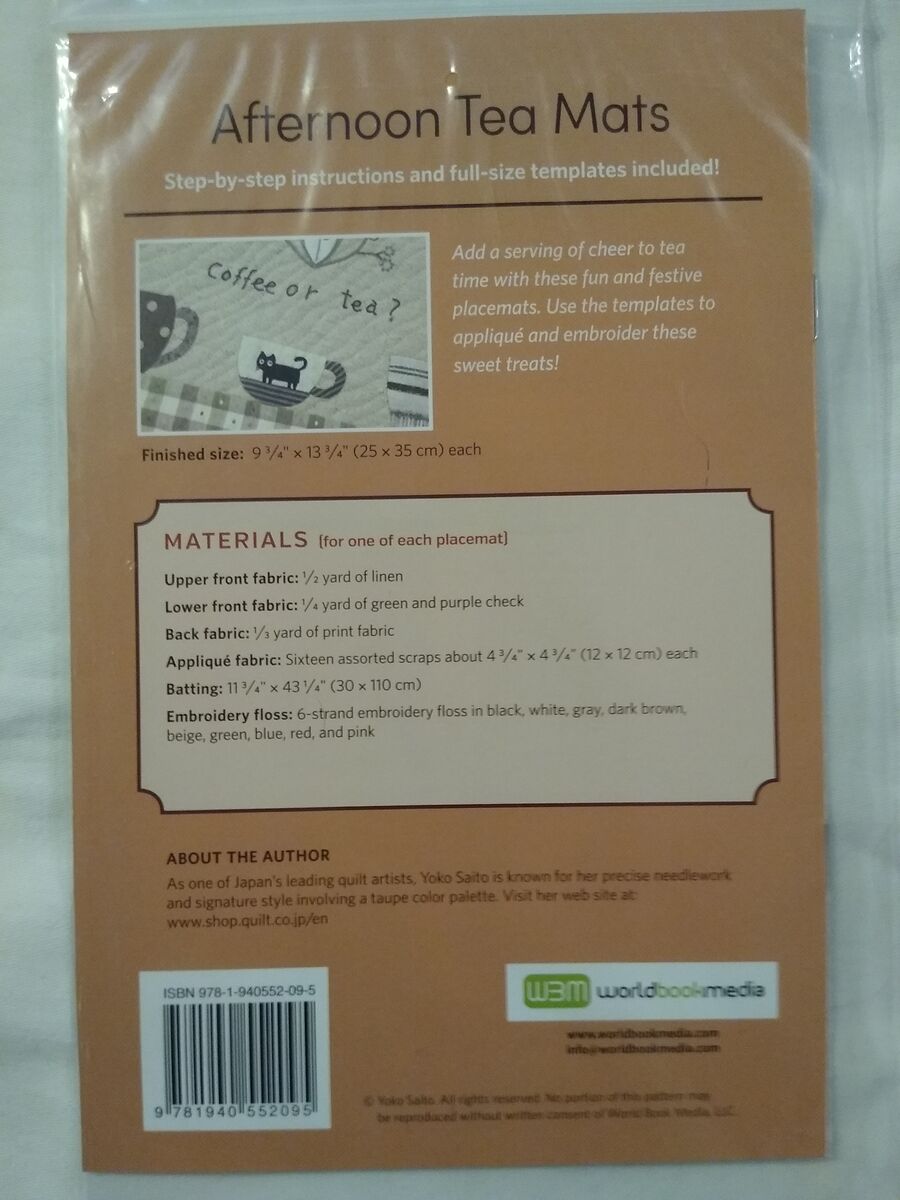 Afternoon Tea Mats
Step-by-step instructions and full-size templates included!
Coffee or tea?
Add a serving of cheer to tea
time with these fun and festive
placemats. Use the templates to
appliqué and embroider these
sweet treats!
Finished size: 9 3/4" × 13 3/4" (25 × 35 cm) each
MATERIALS (for one of each placemat)
Upper front fabric: 1/2 yard of linen
Lower front fabric: 1/4 yard of green and purple check
Back fabric: 1/3 yard of print fabric
Appliqué fabric: Sixteen assorted scraps about 4 3/4" × 4 3/4" (12 × 12 cm) each
Batting: 11 3/4" × 43 1/4" (30 × 110 cm)
Embroidery floss: 6-strand embroidery floss in black, white, gray, dark brown,
beige, green, blue, red, and pink
ABOUT THE AUTHOR
As one of Japan's leading quilt artists, Yoko Saito is known for her precise needlework
and signature style involving a taupe color palette. Visit her web site at:
www.shop.quilt.co.jp/en
ISBN 978-1-940552-09-5
9 781940 552095
WBM worldbookmedia
www.worldbookmedia.com
info@worldbookmedia.com
© Yoko Saito. All rights reserved. No portion of this pattern may
be reproduced without written consent of World Book Media, LLC.